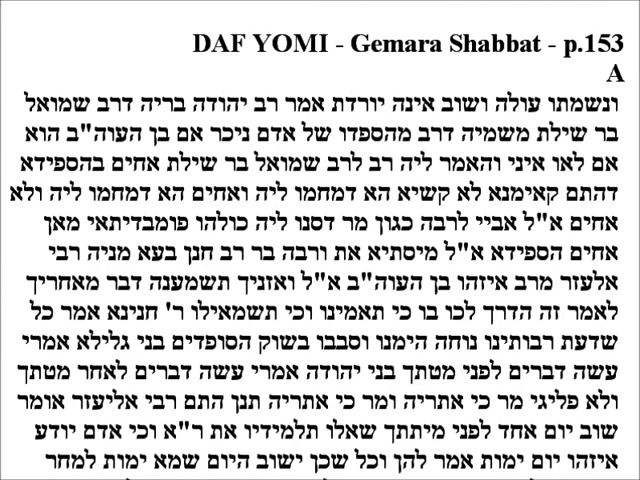 DAF YOMI - Gemara Shabbat - p.153
A
ונשמתו עולה ושוב אינה יורדת אמר רב יהודה בריה דרב שמואל
בר שילת משמיה דרב מהספדו של אדם ניכר אם בן העוה"ב הוא
אם לאו איני והאמר ליה רב לרב שמואל בר שילת אחים בהספידא
דהתם קאימנא לא קשיא הא דמחמו ליה ואחים הא דמחמו ליה ולא
אחים א"ל אביי לרבה כגון מר דסנו ליה כולהו פומבדיתאי מאן
אחים הספידא א"ל מיסתיא את ורבה בר רב חנן בעא מניה רבי
אלעזר מרב איזהו בן העוה"ב א"ל ואזניך תשמענה דבר מאחריך
לאמר זה הדרך לכו בו כי תאמינו וכי תשמאילו ר' חנינא אמר כל
שדעת רבותינו נוחה הימנו וסבבו בשוק הסופדים בני גלילא אמרי
עשה דברים לפני מטתך בני יהודה אמרי עשה דברים לאחר מטתך
ולא פליגי מר כי אתריה ומר כי אתריה תנן התם רבי אליעזר אומר
שוב יום אחד לפני מיתתך שאלו תלמידיו את ר"א וכי אדם יודע
איזהו יום ימות אמר להן וכל שכן ישוב היום שמא ימות למחר